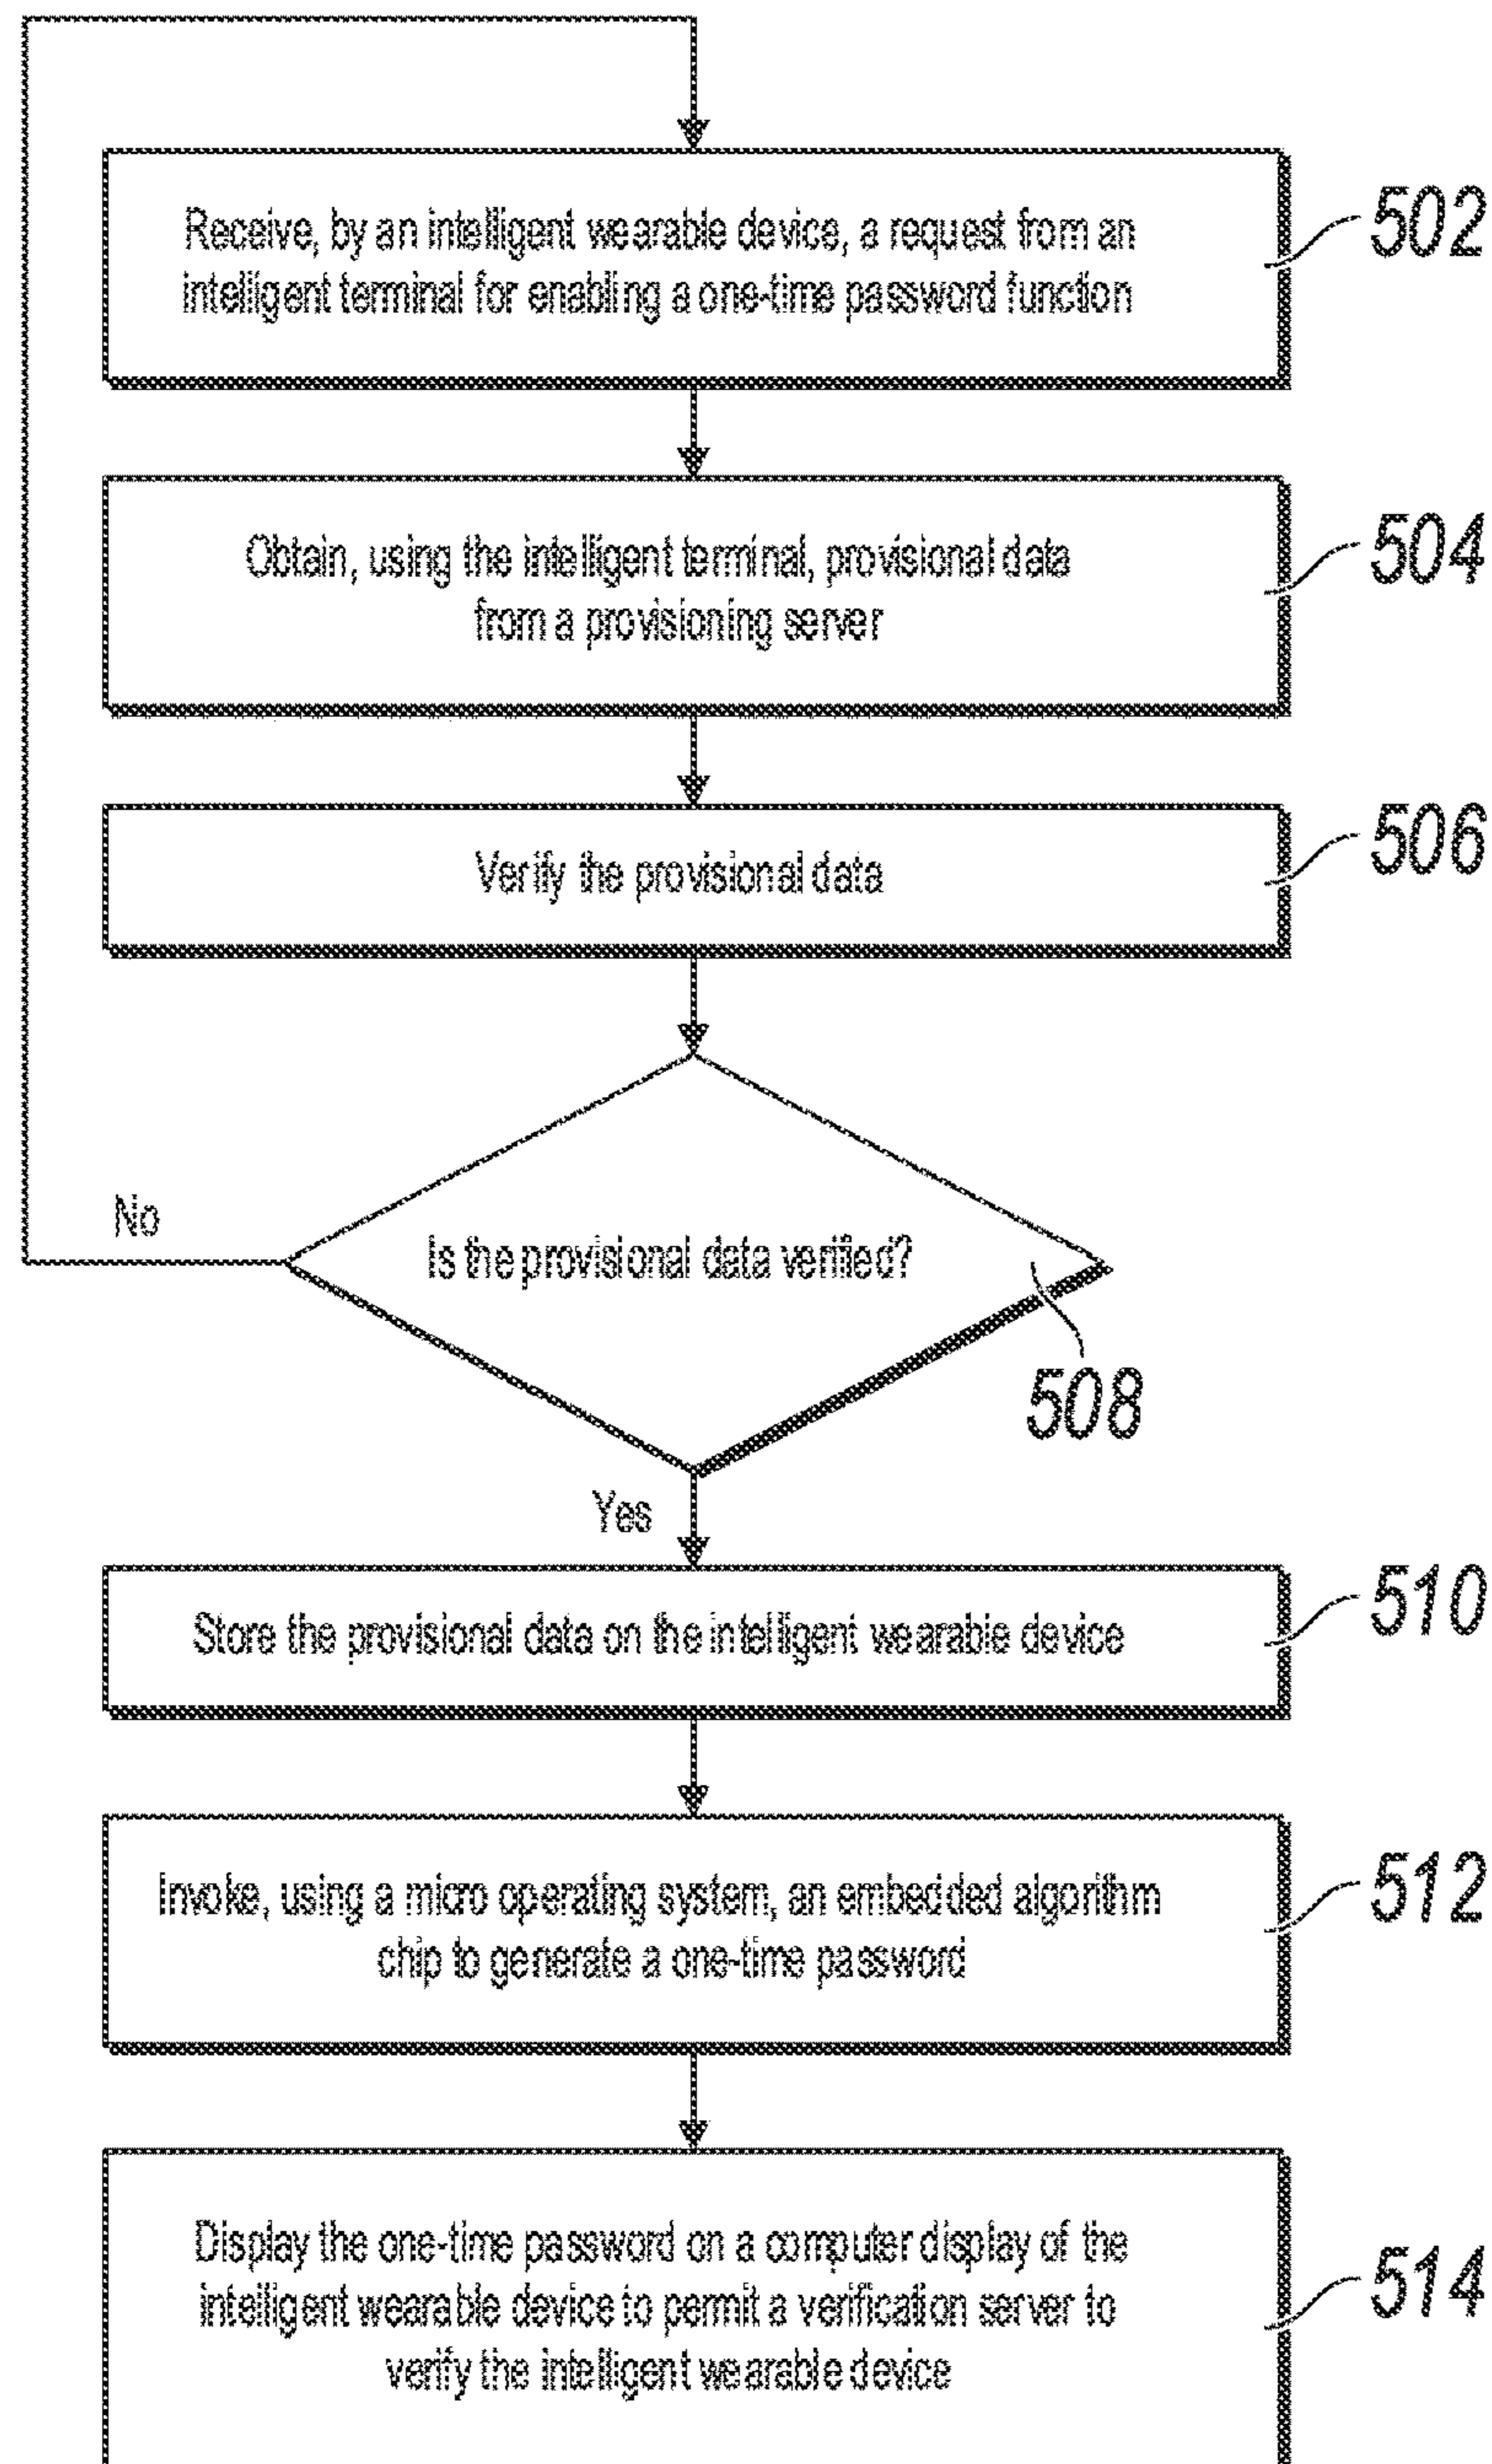 Receive, by an intelligent wearable device, a request from an
intelligent terminal for enabling a one-time password function
502
Obtain, using the intelligent terminal, provisional data
from a provisioning server
504
Verify the provisional data
506
No
Is the provisional data verified?
508
Yes
Store the provisional data on the intelligent wearable device
510
Invoke, using a micro operating system, an embedded algorithm
chip to generate a one-time password
512
Display the one-time password on a computer display of the
intelligent wearable device to permit a verification server to
verify the intelligent wearable device
514